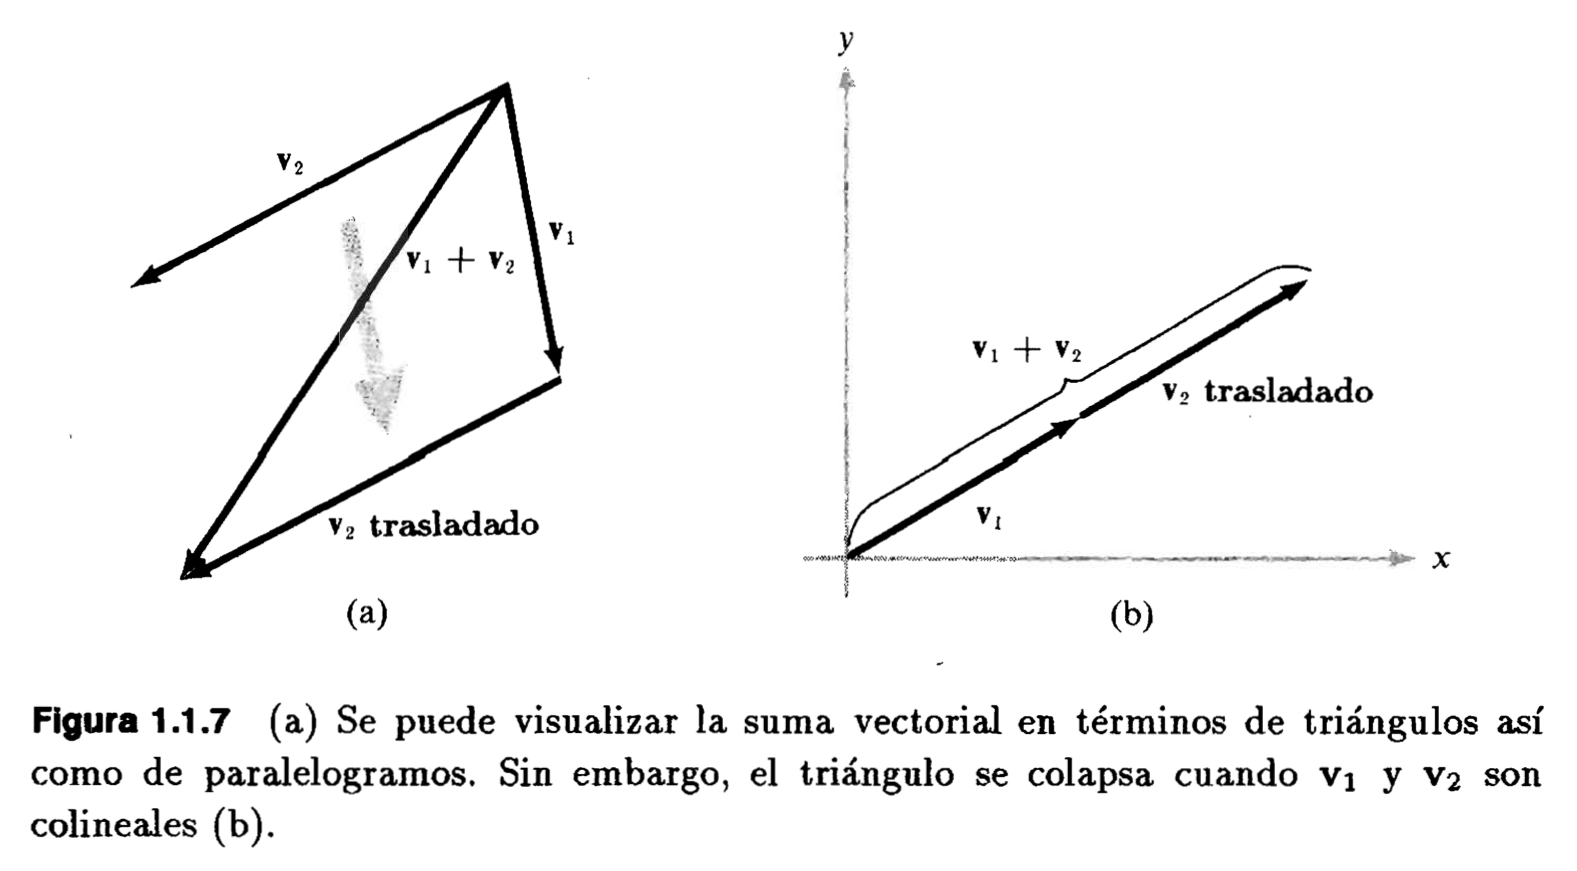 y
v₂
v₁
v₁ + v₂
v₁ + v₂
v₂ trasladado
v₁
v₂ trasladado
x
(a)
(b)
Figura 1.1.7 (a) Se puede visualizar la suma vectorial en términos de triángulos así
como de paralelogramos. Sin embargo, el triángulo se colapsa cuando v₁ y v₂ son
colineales (b).